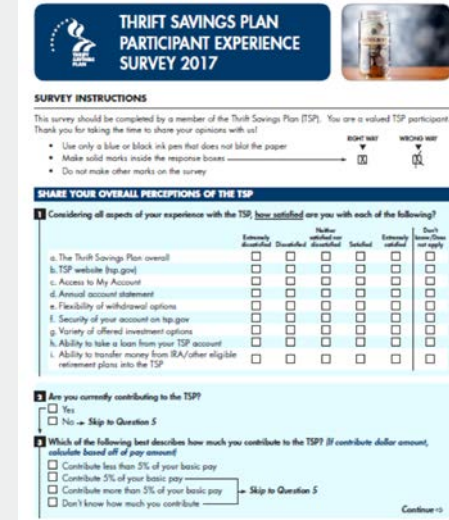 THRIFT
SAVINGS
PLAN
THRIFT SAVINGS PLAN
PARTICIPANT EXPERIENCE
SURVEY 2017
SURVEY INSTRUCTIONS
This survey should be completed by a member of the Thrift Savings Plan (TSP). You are a valued TSP participant.
Thank you for taking the time to share your opinions with us!
RIGHT WAY WRONG WAY
• Use only a blue or black ink pen that does not blot the paper
• Make solid marks inside the response boxes
• Do not make other marks on the survey
SHARE YOUR OVERALL PERCEPTIONS OF THE TSP
1 Considering all aspects of your experience with the TSP, how satisfied are you with each of the following?
Extremely dissatisfied Dissatisfied Neither satisfied nor dissatisfied Satisfied Extremely satisfied Don't know/Does not apply
a. The Thrift Savings Plan overall
b. TSP website (tsp.gov)
c. Access to My Account
d. Annual account statement
e. Flexibility of withdrawal options
f. Security of your account on tsp.gov
g. Variety of offered investment options
h. Ability to take a loan from your TSP account
i. Ability to transfer money from IRA/other eligible
retirement plans into the TSP
2 Are you currently contributing to the TSP?
Yes
No → Skip to Question 5
3 Which of the following best describes how much you contribute to the TSP? (If contribute dollar amount,
calculate based off of pay amount)
Contribute less than 5% of your basic pay
Contribute 5% of your basic pay
Contribute more than 5% of your basic pay → Skip to Question 5
Don't know how much you contribute
Continue ⇨